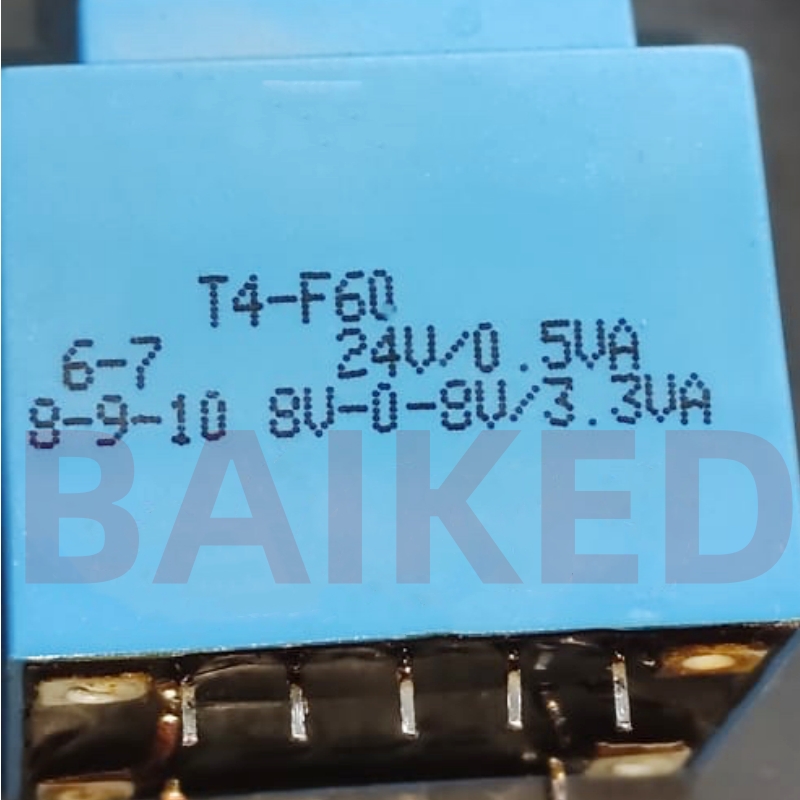 T4-F60
6-7 24V/0.5VA
8-9-10 8V-0-8V/3.3VA
BAIKED